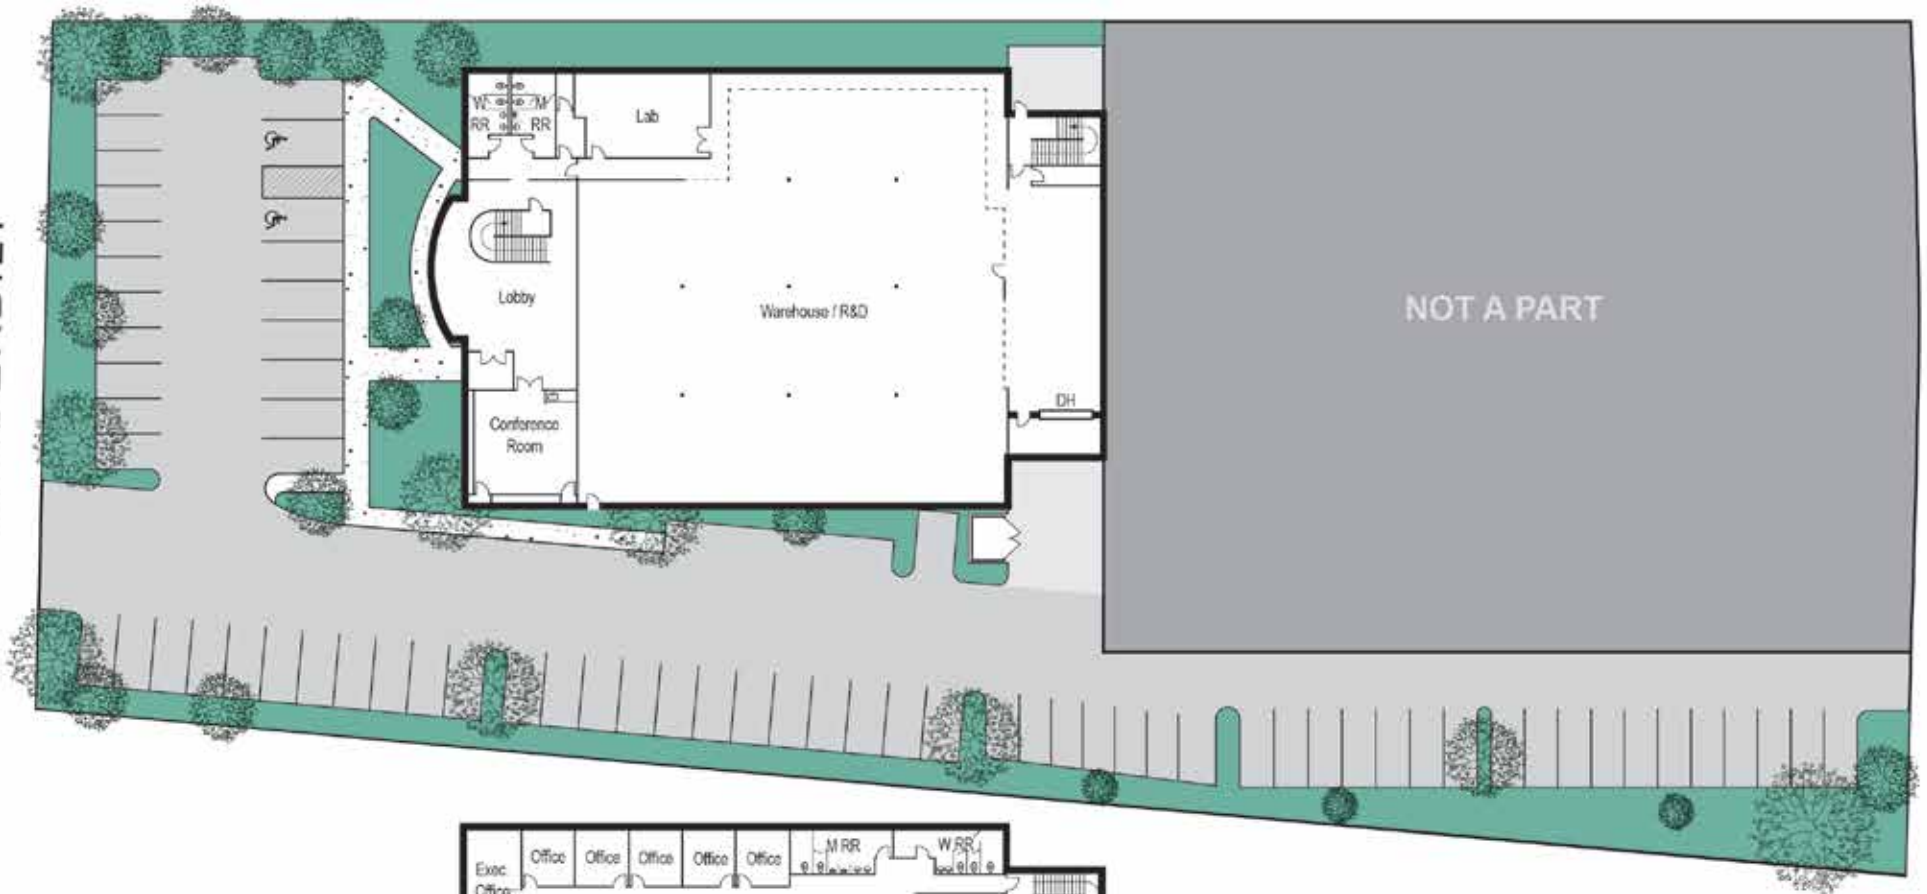 W
RR
M
RR
Lab
Lobby
Warehouse / R&D
NOT A PART
DH
Conference
Room
Exec
Office
Office
Office
Office
Office
Office
M RR
W RR